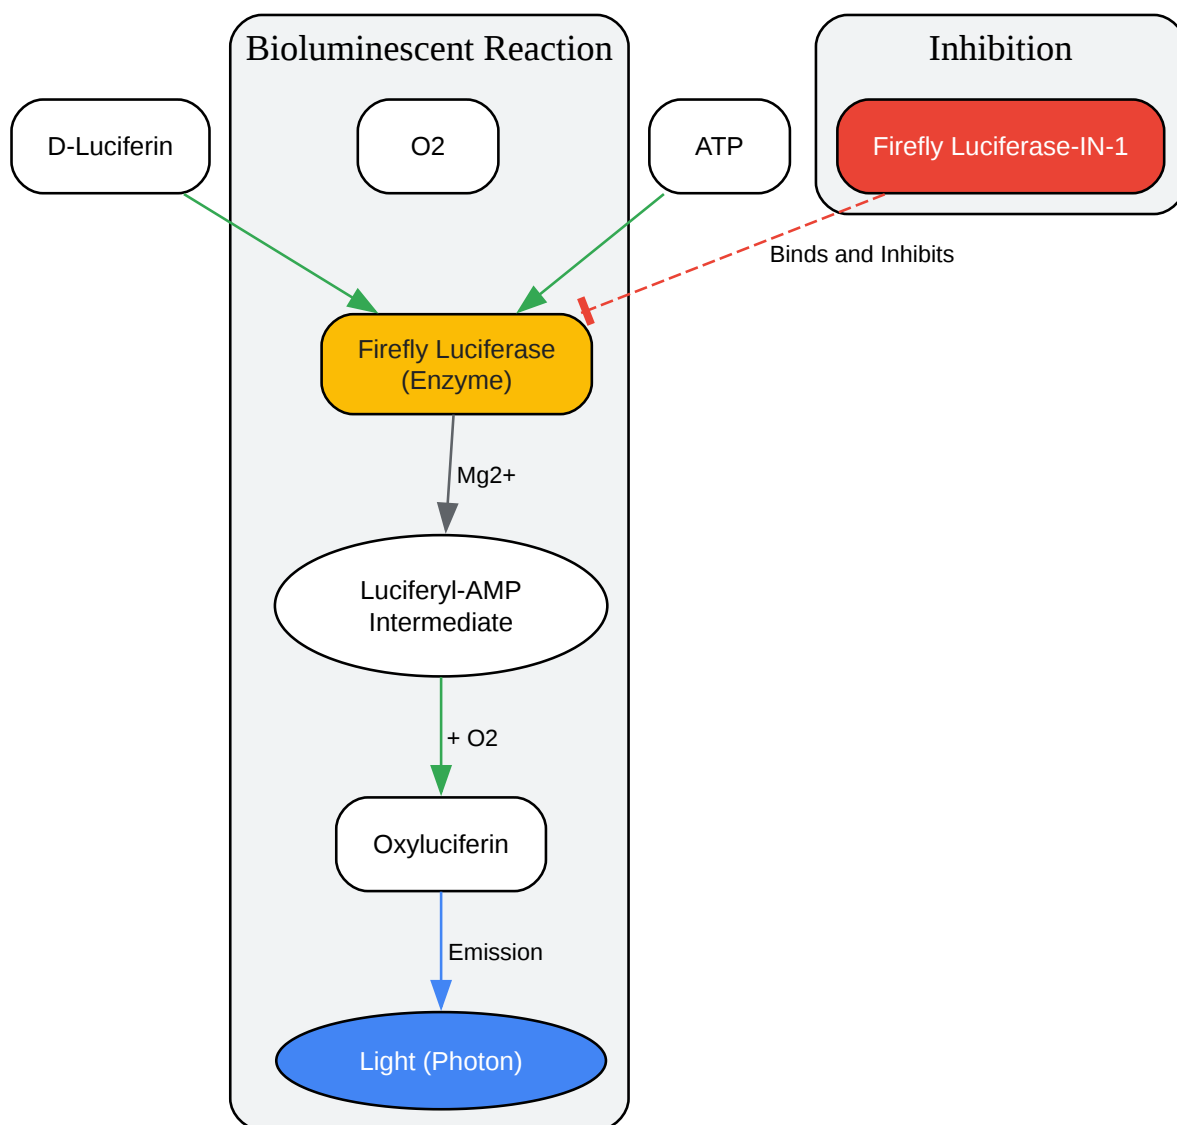 Bioluminescent Reaction
Inhibition
D-Luciferin
O2
ATP
Firefly Luciferase-IN-1
Binds and Inhibits
Firefly Luciferase
(Enzyme)
Mg2+
Luciferyl-AMP
Intermediate
+ O2
Oxyluciferin
Emission
Light (Photon)